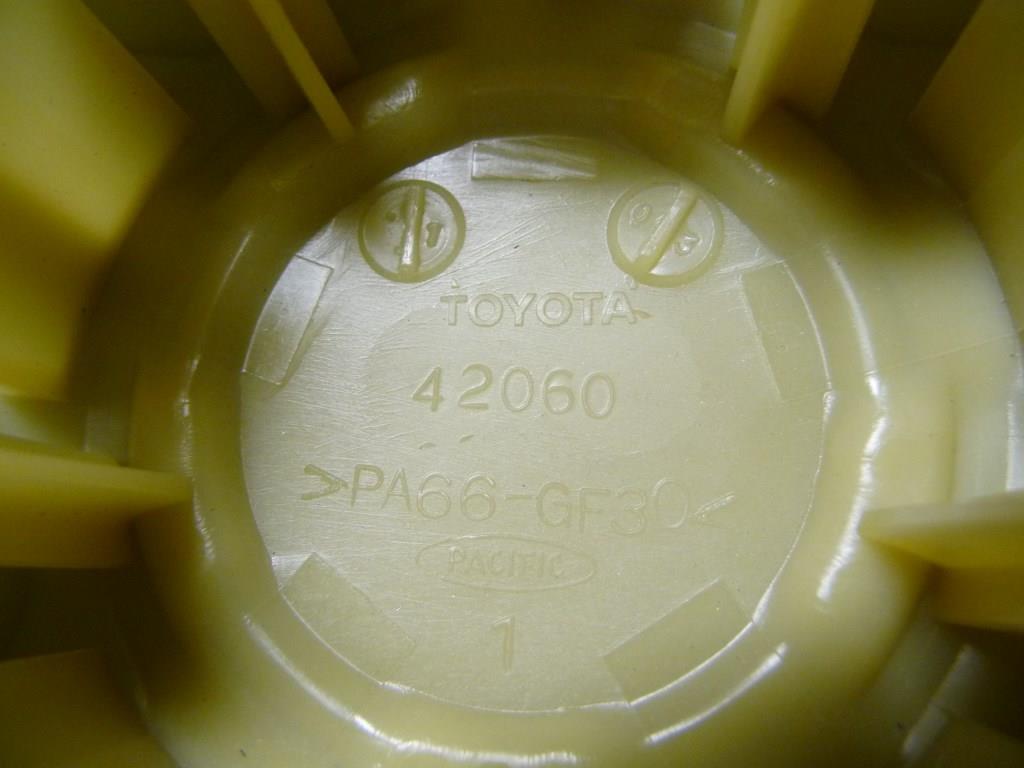 TOYOTA
42060
>PA66-GF30<
PACIFIC
1